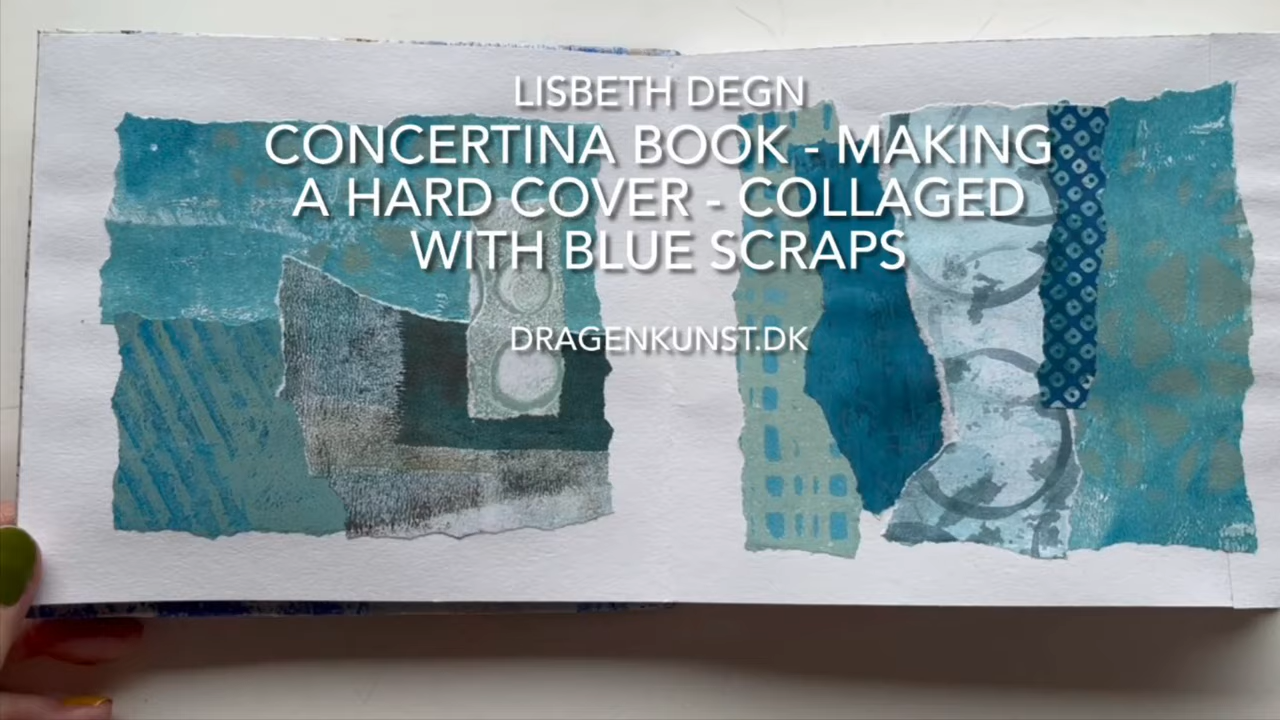 LISBETH DEGN
CONCERTINA BOOK - MAKING
A HARD COVER - COLLAGED
WITH BLUE SCRAPS
DRAGENKUNST.DK